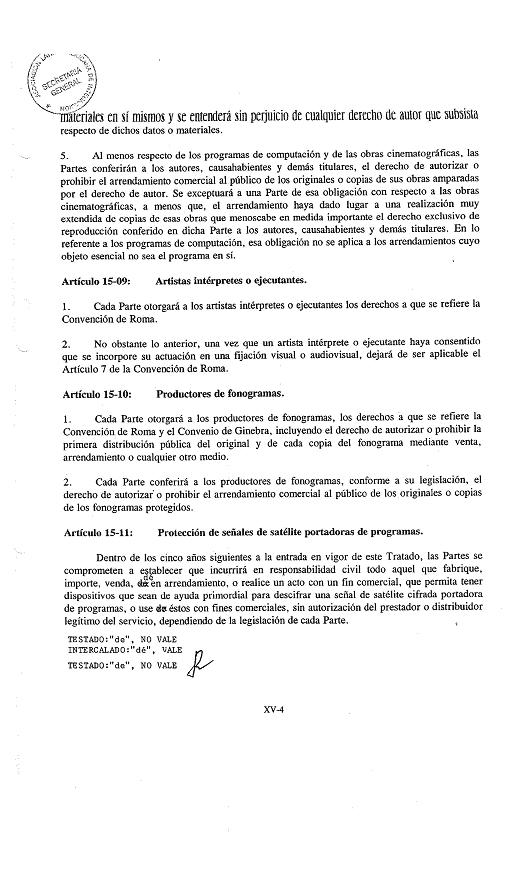 SECRETARIA
GENERAL
materiales en sí mismos y se entenderá sin perjuicio de cualquier derecho de autor que subsista
respecto de dichos datos o materiales.
5. Al menos respecto de los programas de computación y de las obras cinematográficas, las
Partes conferirán a los autores, causahabientes y demás titulares, el derecho de autorizar o
prohibir el arrendamiento comercial al público de los originales o copias de sus obras amparadas
por el derecho de autor. Se exceptuará a una Parte de esa obligación con respecto a las obras
cinematográficas, a menos que, el arrendamiento haya dado lugar a una realización muy
extendida de copias de esas obras que menoscabe en medida importante el derecho exclusivo de
reproducción conferido en dicha Parte a los autores, causahabientes y demás titulares. En lo
referente a los programas de computación, esa obligación no se aplica a los arrendamientos cuyo
objeto esencial no sea el programa en sí.
Artículo 15-09: Artistas intérpretes o ejecutantes.
1. Cada Parte otorgará a los artistas intérpretes o ejecutantes los derechos a que se refiere la
Convención de Roma.
2. No obstante lo anterior, una vez que un artista intérprete o ejecutante haya consentido
que se incorpore su actuación en una fijación visual o audiovisual, dejará de ser aplicable el
Artículo 7 de la Convención de Roma.
Artículo 15-10: Productores de fonogramas.
1. Cada Parte otorgará a los productores de fonogramas, los derechos a que se refiere la
Convención de Roma y el Convenio de Ginebra, incluyendo el derecho de autorizar o prohibir la
primera distribución pública del original y de cada copia del fonograma mediante venta,
arrendamiento o cualquier otro medio.
2. Cada Parte conferirá a los productores de fonogramas, conforme a su legislación, el
derecho de autorizar o prohibir el arrendamiento comercial al público de los originales o copias
de los fonogramas protegidos.
Artículo 15-11: Protección de señales de satélite portadoras de programas.
Dentro de los cinco años siguientes a la entrada en vigor de este Tratado, las Partes se
comprometen a establecer que incurrirá en responsabilidad civil todo aquel que fabrique,
dé
importe, venda, de en arrendamiento, o realice un acto con un fin comercial, que permita tener
dispositivos que sean de ayuda primordial para descifrar una señal de satélite cifrada portadora
de programas, o use de éstos con fines comerciales, sin autorización del prestador o distribuidor
legítimo del servicio, dependiendo de la legislación de cada Parte.
TESTADO:"de", NO VALE
INTERCALADO:"dé", VALE
TESTADO:"de", NO VALE
XV-4